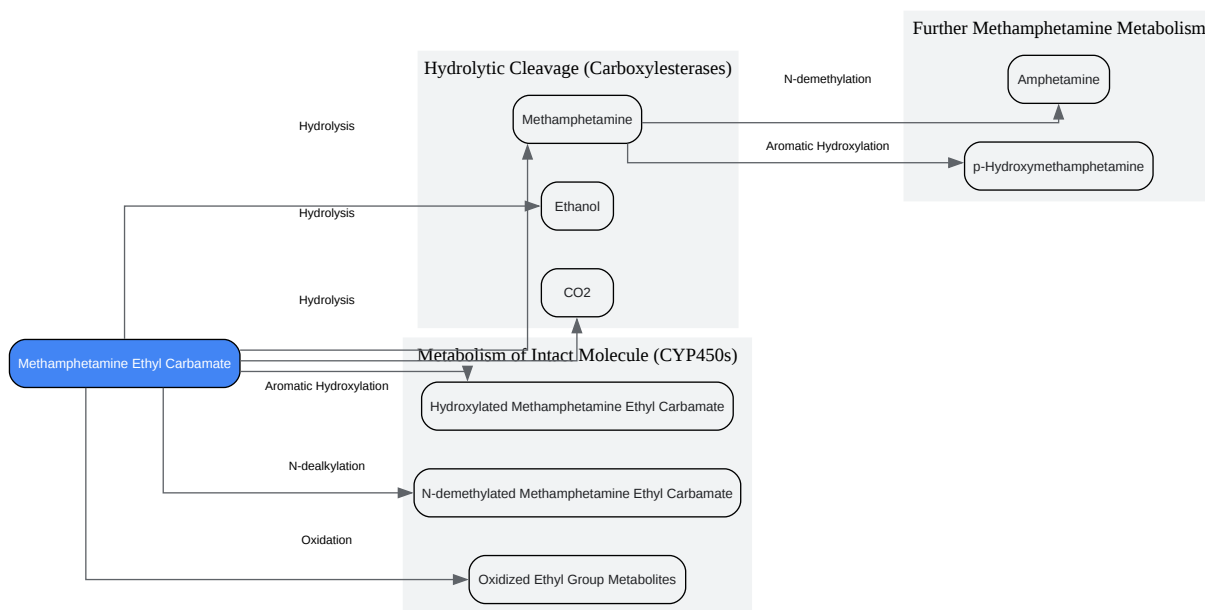 Further Methamphetamine Metabolism
Hydrolytic Cleavage (Carboxylesterases)
N-demethylation
Amphetamine
Methamphetamine
Hydrolysis
Aromatic Hydroxylation
p-Hydroxymethamphetamine
Ethanol
Hydrolysis
CO2
Hydrolysis
Metabolism of Intact Molecule (CYP450s)
Methamphetamine Ethyl Carbamate
Aromatic Hydroxylation
Hydroxylated Methamphetamine Ethyl Carbamate
N-dealkylation
N-demethylated Methamphetamine Ethyl Carbamate
Oxidation
Oxidized Ethyl Group Metabolites